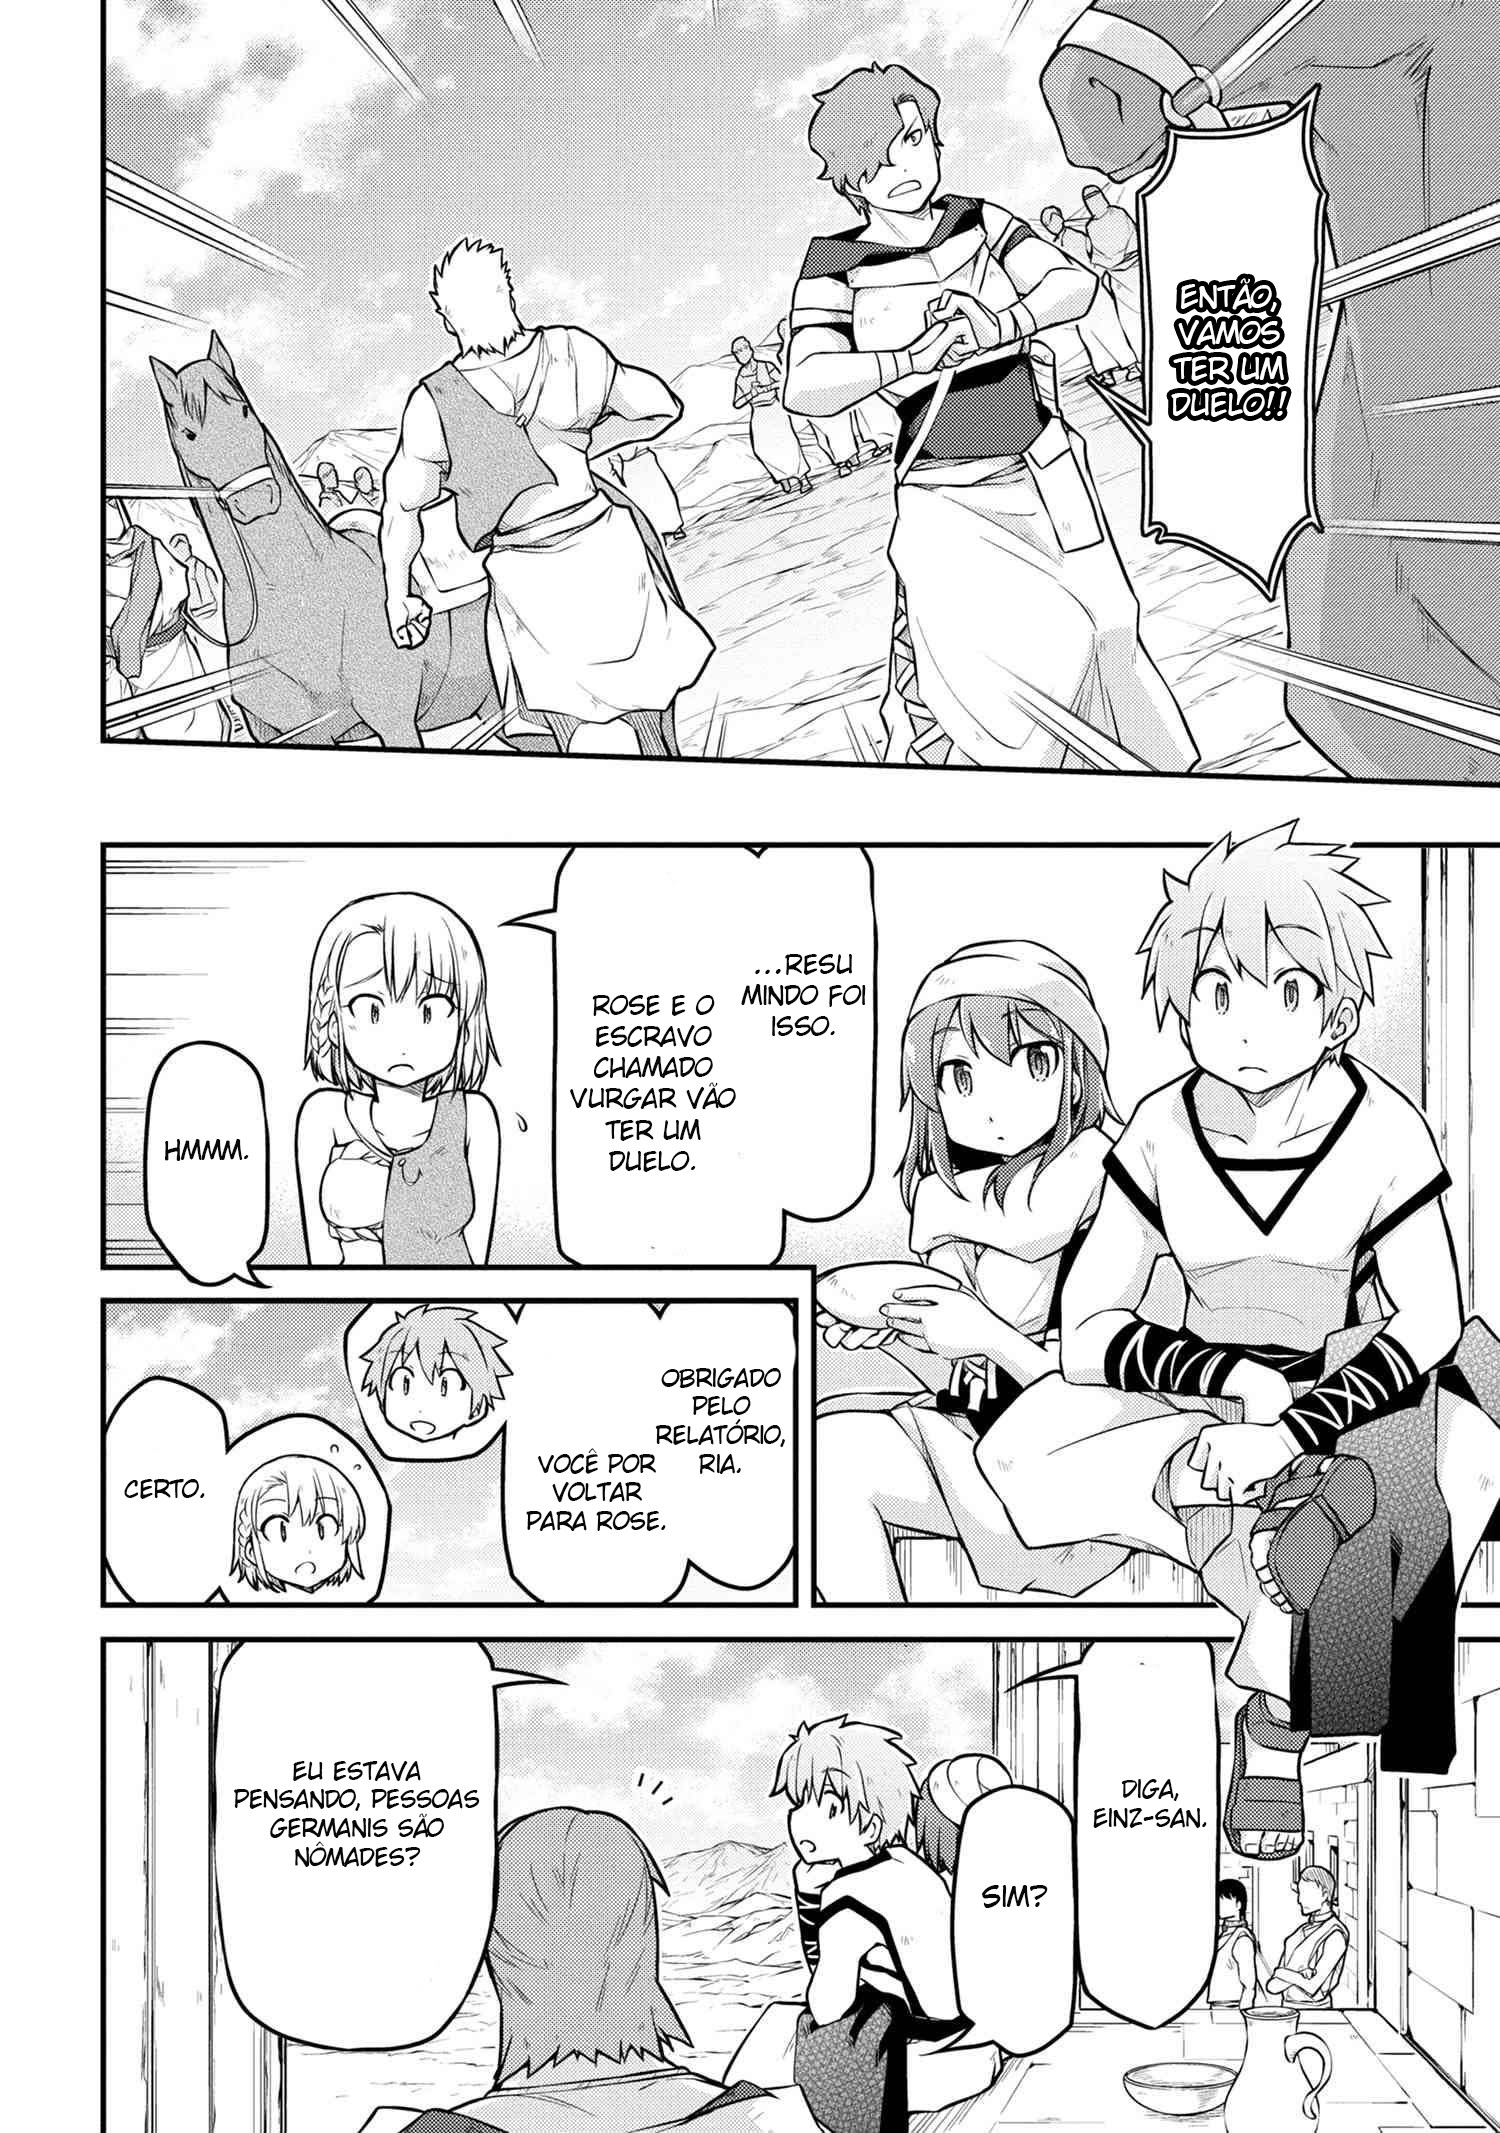 ENTÃO,
VAMOS
TER UM
DUELO!!
...RESU
MINDO FOI
ISSO.
ROSE E O
ESCRAVO
CHAMADO
VURGAR VÃO
TER UM
DUELO.
HMMM.
OBRIGADO
PELO
RELATÓRIO,
RIA.
VOCÊ POR
VOLTAR
PARA ROSE.
CERTO.
DIGA,
EINZ-SAN.
SIM?
EU ESTAVA
PENSANDO, PESSOAS
GERMANIS SÃO
NÔMADES?